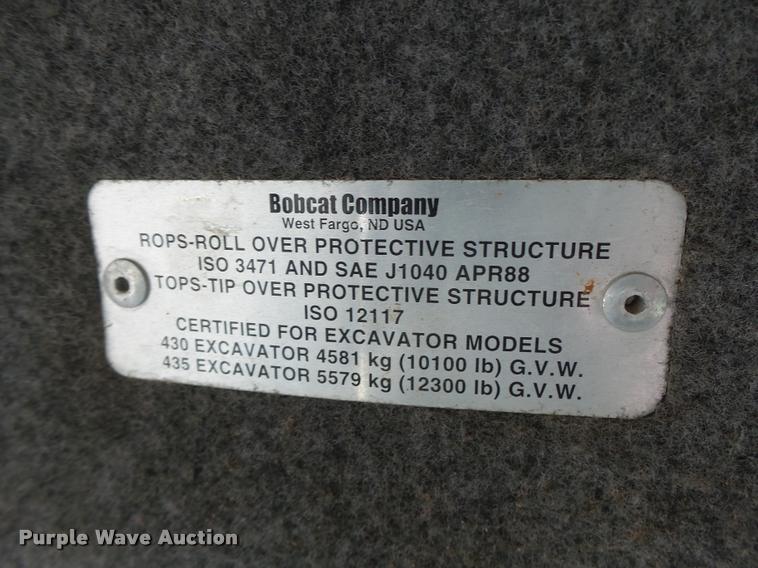 Bobcat Company
West Fargo, ND USA
ROPS-ROLL OVER PROTECTIVE STRUCTURE
ISO 3471 AND SAE J1040 APR88
TOPS-TIP OVER PROTECTIVE STRUCTURE
ISO 12117
CERTIFIED FOR EXCAVATOR MODELS
430 EXCAVATOR 4581 kg (10100 lb) G.V.W.
435 EXCAVATOR 5579 kg (12300 lb) G.V.W.
Purple Wave Auction